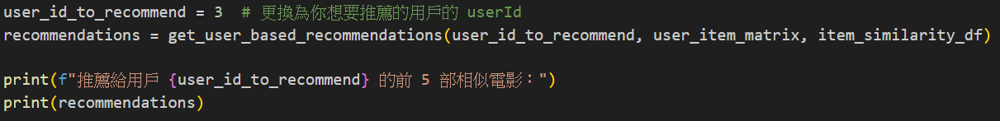 user_id_to_recommend = 3  # 更換為你想要推薦的用戶的 userId
recommendations = get_user_based_recommendations(user_id_to_recommend, user_item_matrix, item_similarity_df)
print(f"推薦給用戶 {user_id_to_recommend} 的前 5 部相似電影：")
print(recommendations)